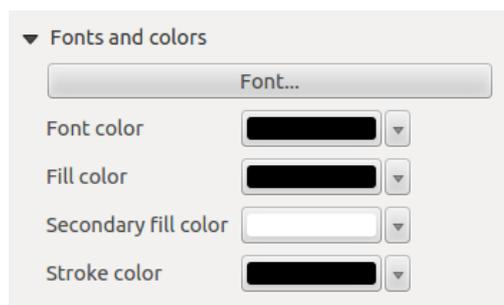 Fonts and colors
Font...
Font color
Fill color
Secondary fill color
Stroke color